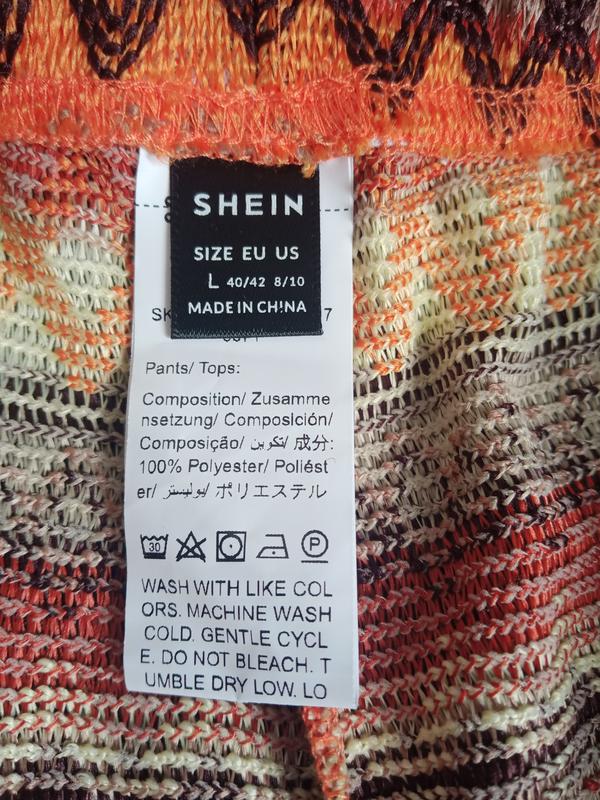 SHEIN
SIZE EU US
L 40/42 8/10
MADE IN CHINA
SK 7
Pants/ Tops:
Composition/ Zusamme
nsetzung/ Composición/
Composição/ تكوين/ 成分:
100% Polyester/ Poliést
er/ بوليستر/ ポリエステル
30
P
WASH WITH LIKE COL
ORS. MACHINE WASH
COLD. GENTLE CYCL
E. DO NOT BLEACH. T
UMBLE DRY LOW. LO